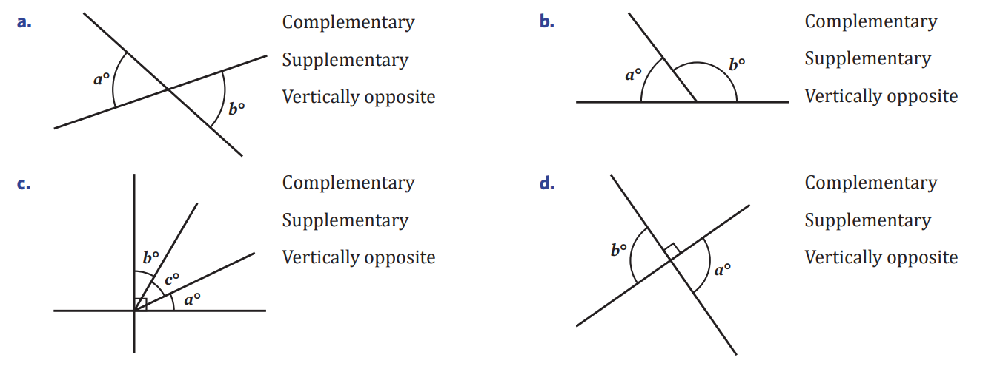 a.
Complementary
Supplementary
Vertically opposite
a°
b°
b.
Complementary
Supplementary
Vertically opposite
a°
b°
c.
Complementary
Supplementary
Vertically opposite
b°
c°
a°
d.
Complementary
Supplementary
Vertically opposite
b°
a°